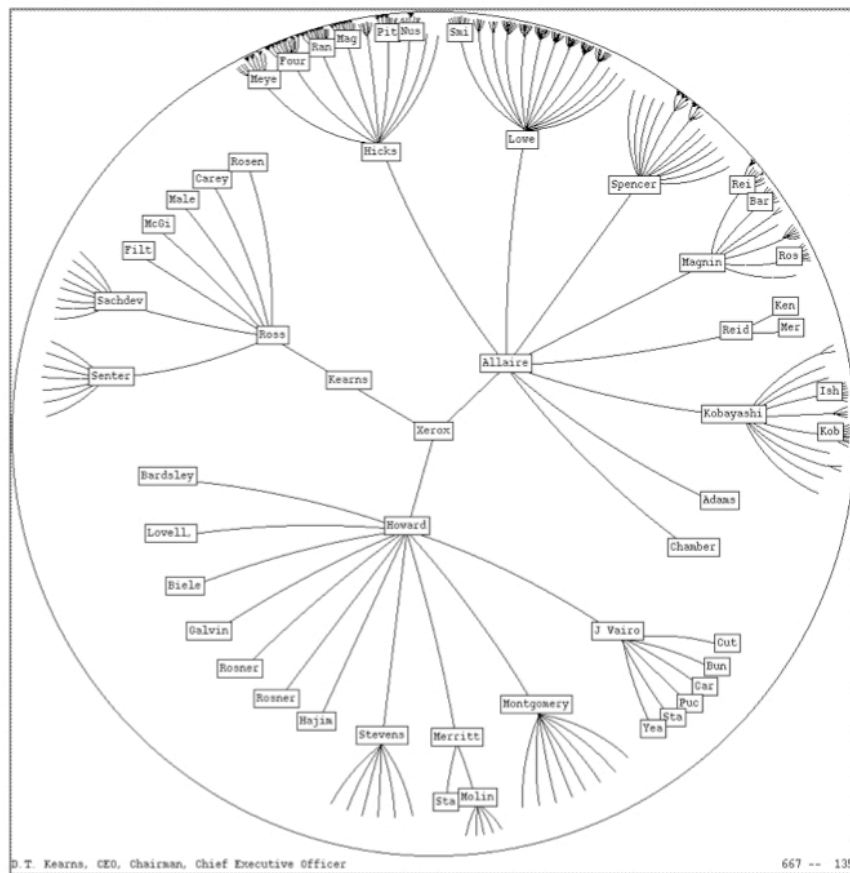 Meye
Four
Ran
Mag
Pit
Nus
Smi
Hicks
Lowe
Rosen
Carey
Male
McGi
Filt
Spencer
Rei
Bar
Magnin
Ros
Sachdev
Ross
Ken
Reid
Mer
Allaire
Senter
Kearns
Ish
Kobayashi
Kob
Xerox
Bardsley
Adams
Howard
Lovell,
Chamber
Biele
Galvin
J Vairo
Cut
Rosner
Bun
Car
Rosner
Puc
Hajim
Sta
Yea
Montgomery
Stevens
Merritt
Sta
Molin
D.T. Kearns, CEO, Chairman, Chief Executive Officer
667 -- 135